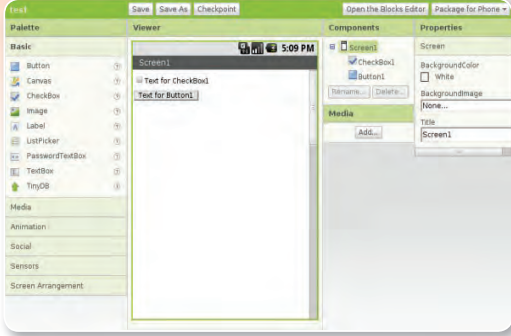 test
Save
Save As
Checkpoint
Open the Blocks Editor
Package for Phone
Palette
Basic
Button
Canvas
CheckBox
Image
Label
ListPicker
PasswordTextBox
TextBox
TinyDB
Media
Animation
Social
Sensors
Screen Arrangement
Viewer
5:09 PM
Screen1
Text for CheckBox1
Text for Button1
Components
Screen1
CheckBox1
Button1
Rename...
Delete...
Media
Add...
Properties
Screen
BackgroundColor
White
BackgroundImage
None...
Title
Screen1